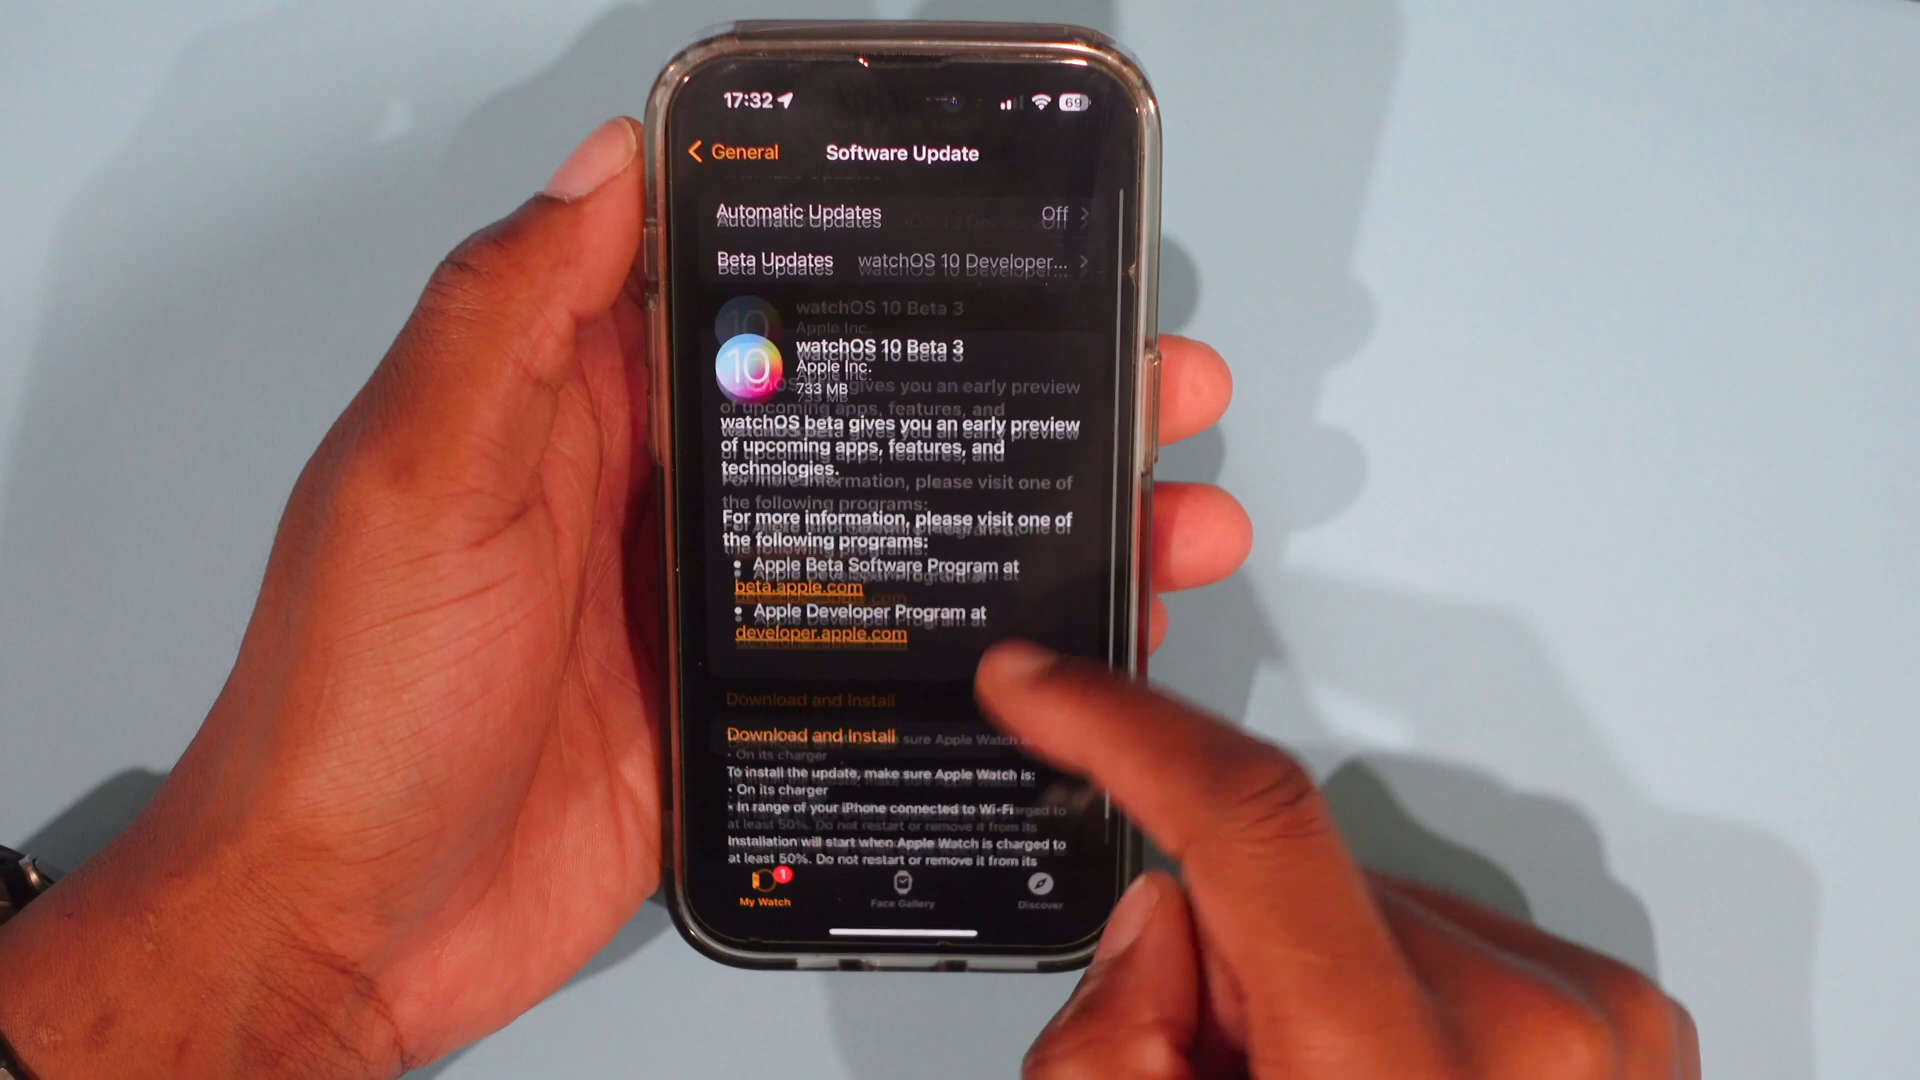 17:32
69
General
Software Update
Automatic Updates Off
Beta Updates watchOS 10 Developer...
10
watchOS 10 Beta 3
Apple Inc.
733 MB
watchOS beta gives you an early preview
of upcoming apps, features, and
technologies.
For more information, please visit one of
the following programs:
• Apple Beta Software Program at
beta.apple.com
• Apple Developer Program at
developer.apple.com
Download and Install
To install the update, make sure Apple Watch is:
• On its charger
• In range of your iPhone connected to Wi-Fi
Installation will start when Apple Watch is charged to
at least 50%. Do not restart or remove it from its
1
My Watch
Face Gallery
Discover